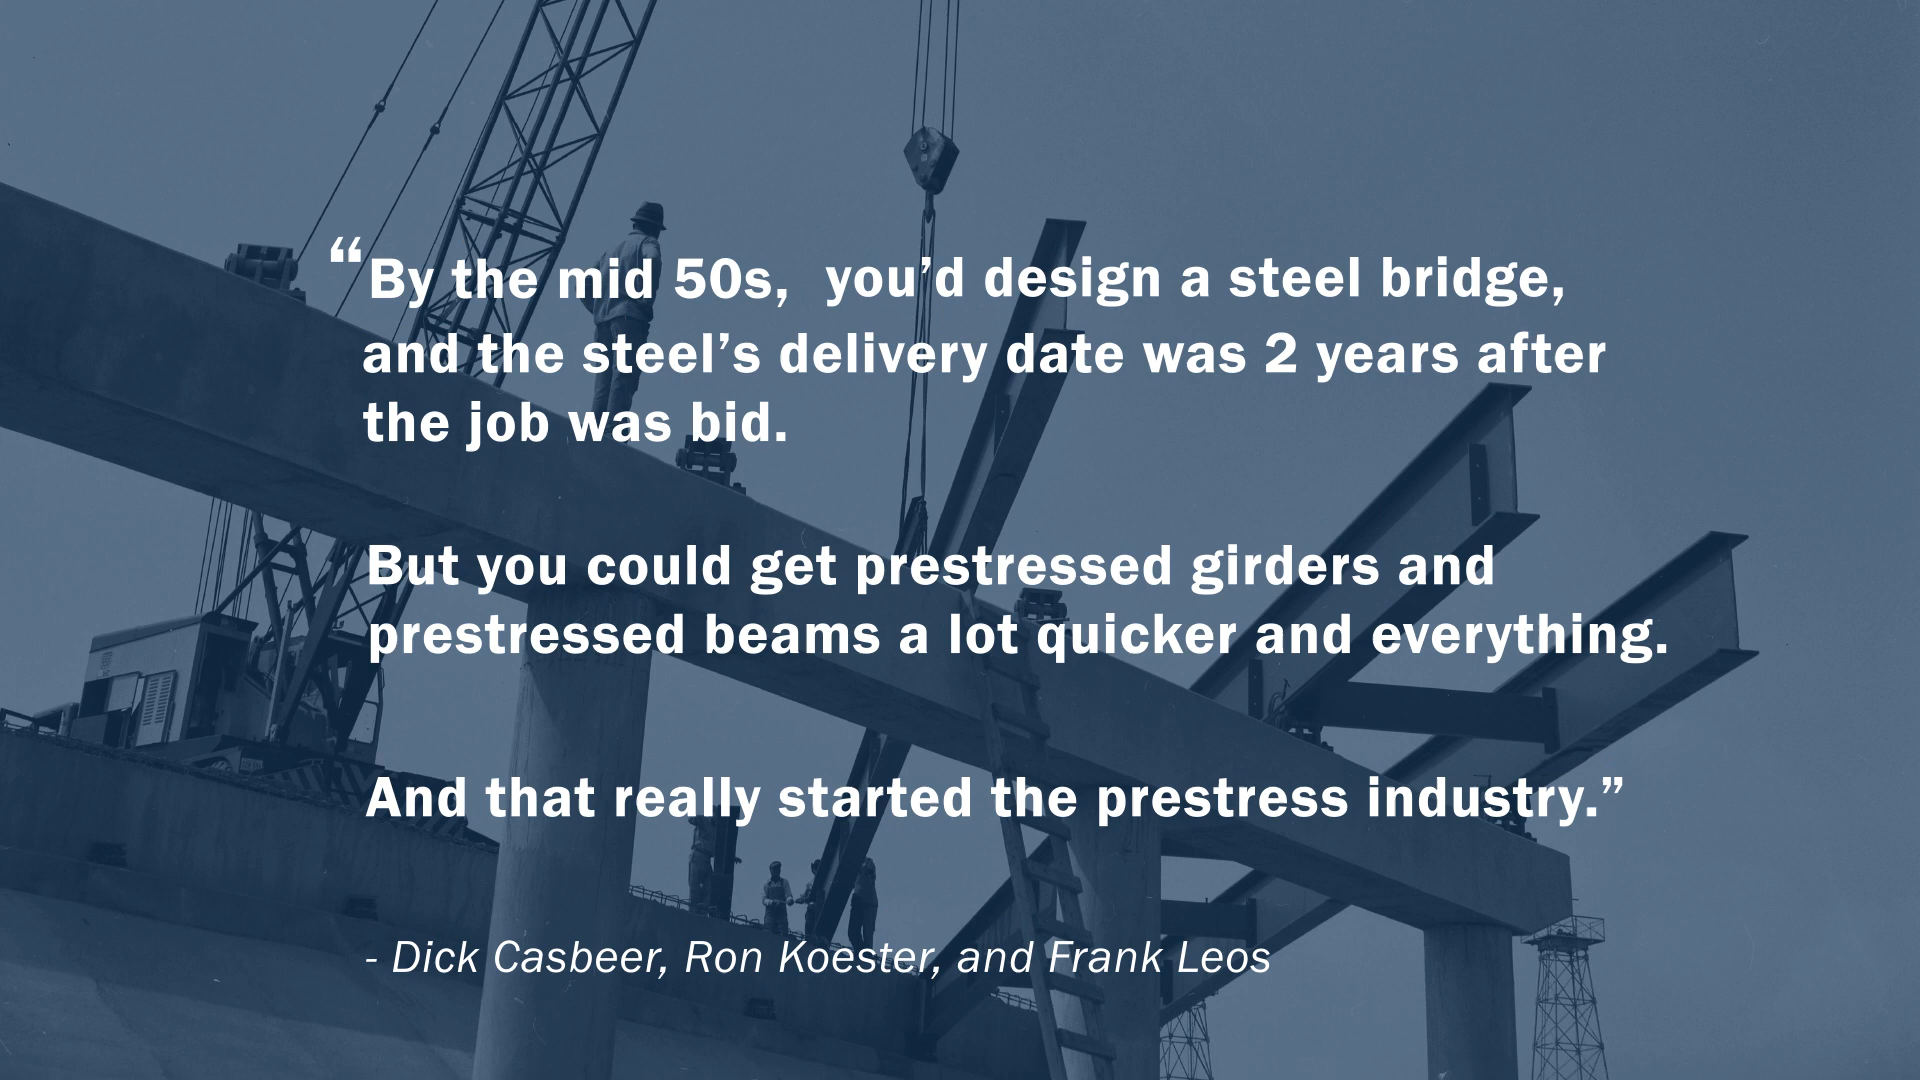 “By the mid 50s, you’d design a steel bridge,
and the steel’s delivery date was 2 years after
the job was bid.
But you could get prestressed girders and
prestressed beams a lot quicker and everything.
And that really started the prestress industry.”
- Dick Casbeer, Ron Koester, and Frank Leos